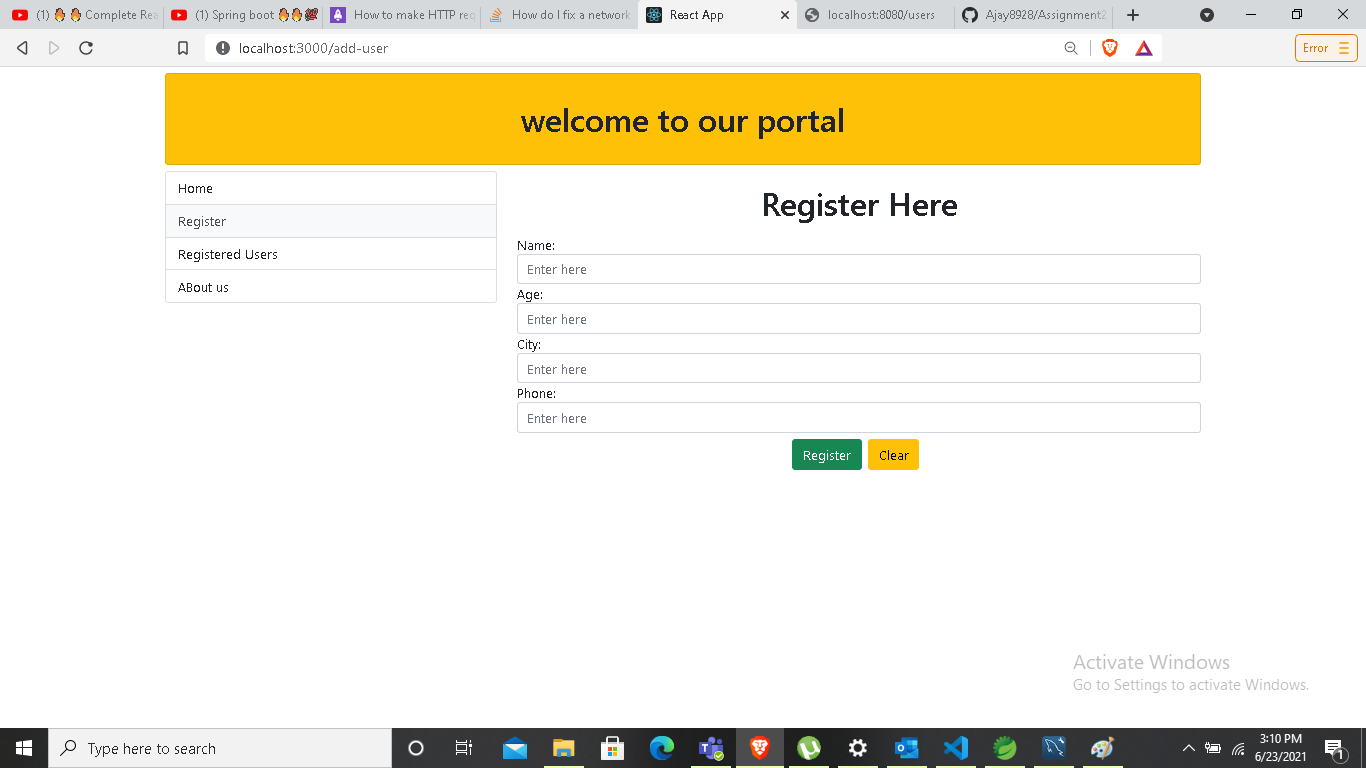 (1) 🔥🔥 Complete Rea
(1) Spring boot 🔥🔥💯
How to make HTTP req
How do I fix a network
React App
localhost:8080/users
Ajay8928/Assignment2
localhost:3000/add-user
Error
welcome to our portal
Home
Register
Registered Users
ABout us
Register Here
Name:
Enter here
Age:
Enter here
City:
Enter here
Phone:
Enter here
Register
Clear
Activate Windows
Go to Settings to activate Windows.
Type here to search
3:10 PM
6/23/2021
1